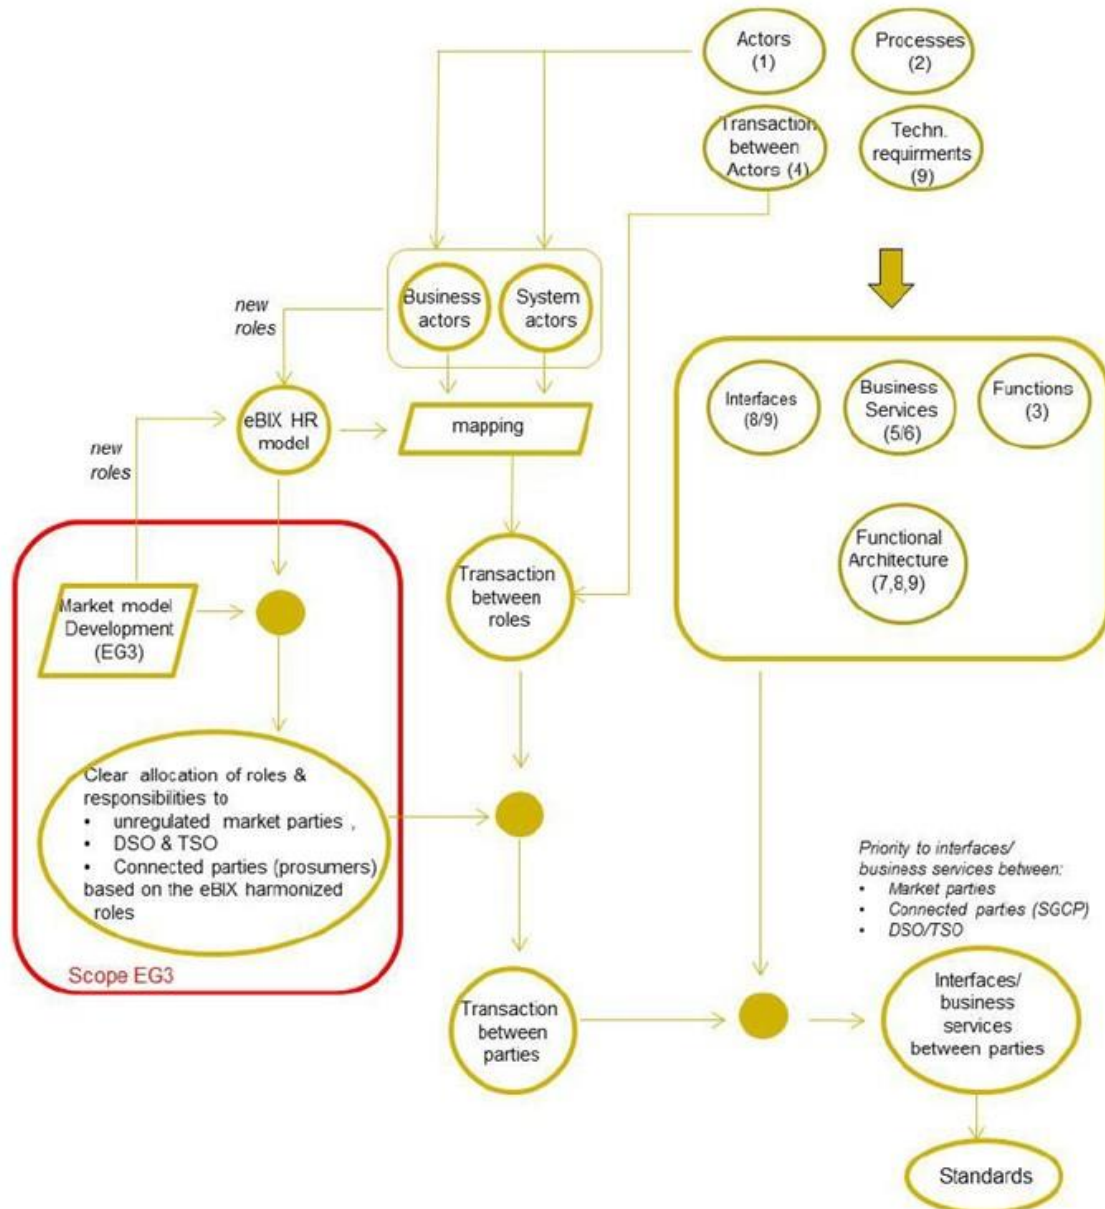 Actors
(1)
Processes
(2)
Transaction
between
Actors (4)
Techn.
requirments
(9)
new
roles
Business
actors
System
actors
Interfaces
(8/9)
Business
Services
(5/6)
Functions
(3)
eBIX HR
model
mapping
new
roles
Functional
Architecture
(7,8,9)
Transaction
between
roles
Market model
Development
(EG3)
Clear allocation of roles &
responsibilities to
• unregulated market parties ,
• DSO & TSO
• Connected parties (prosumers)
based on the eBIX harmonized
roles
Scope EG3
Priority to interfaces/
business services between:
• Market parties
• Connected parties (SGCP)
• DSO/TSO
Transaction
between
parties
Interfaces/
business
services
between parties
Standards